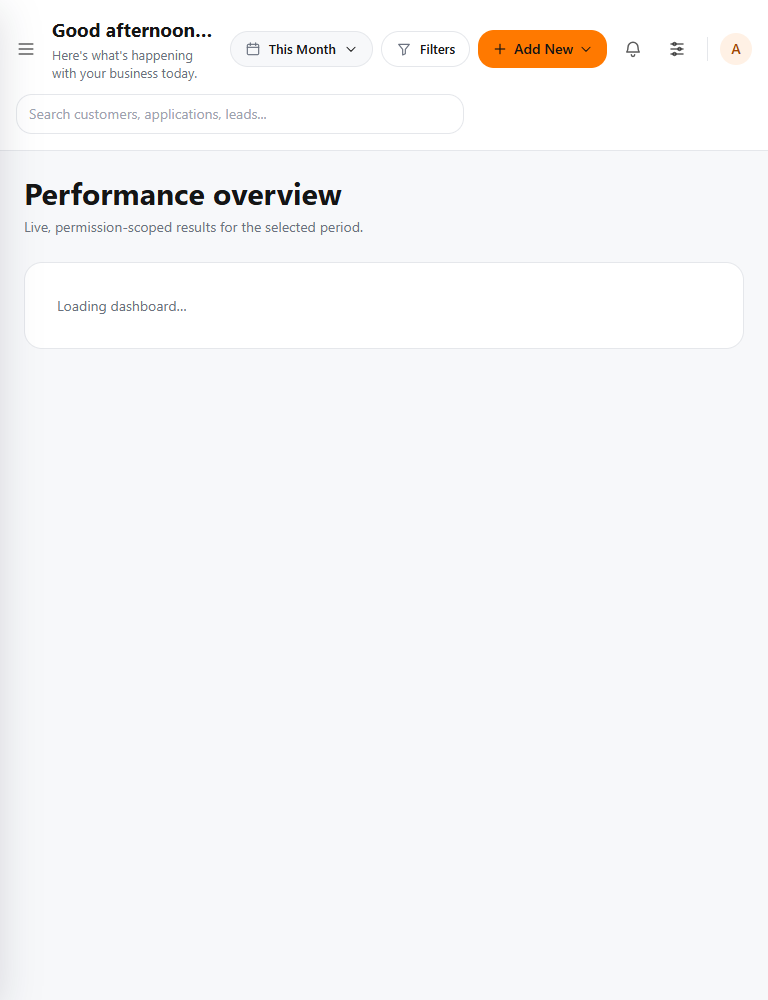 Good afternoon...
Here's what's happening
with your business today.
This Month
Filters
Add New
A
Search customers, applications, leads...
Performance overview
Live, permission-scoped results for the selected period.
Loading dashboard...